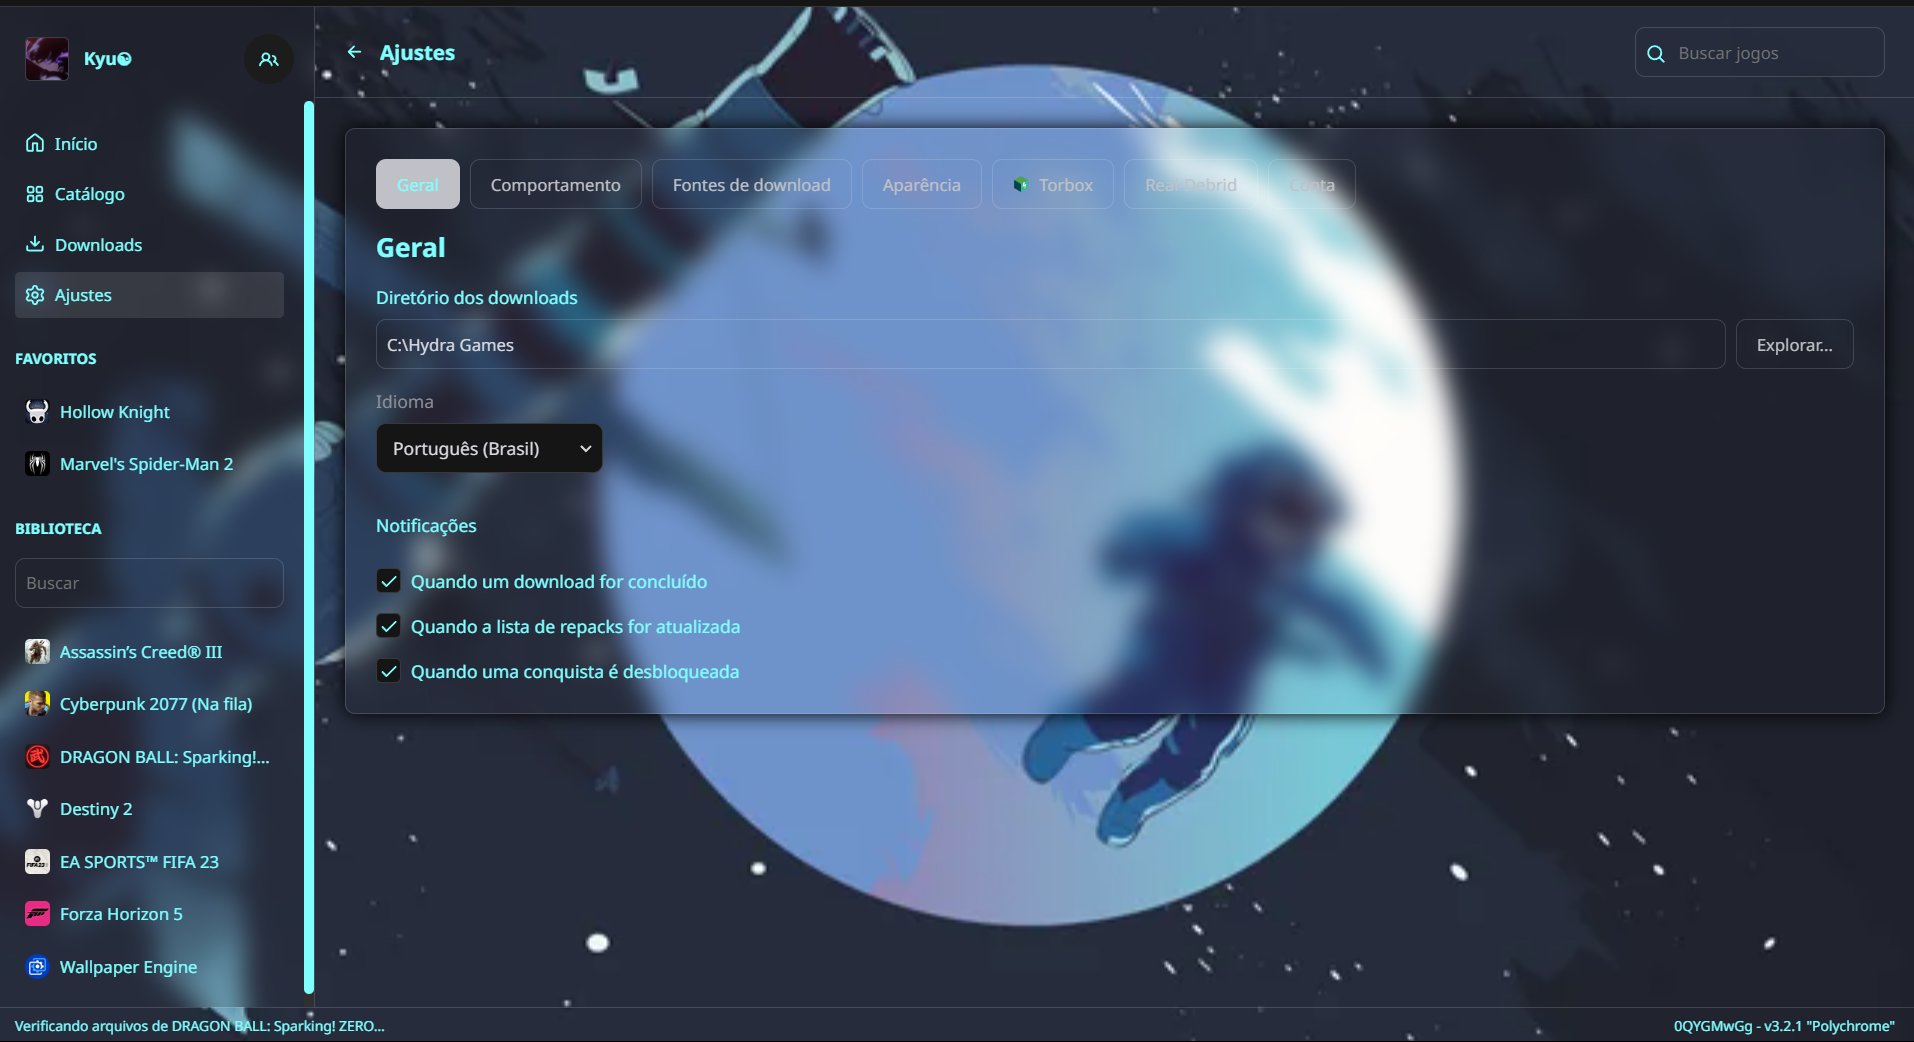 Kyu
Ajustes
Buscar jogos
Início
Catálogo
Downloads
Ajustes
FAVORITOS
Hollow Knight
Marvel's Spider-Man 2
BIBLIOTECA
Buscar
Assassin's Creed® III
Cyberpunk 2077 (Na fila)
DRAGON BALL: Sparking!...
Destiny 2
EA SPORTS™ FIFA 23
Forza Horizon 5
Wallpaper Engine
Geral Comportamento Fontes de download Aparência Torbox Real-Debrid Conta
Geral
Diretório dos downloads
C:\Hydra Games Explorar...
Idioma
Português (Brasil)
Notificações
Quando um download for concluído
Quando a lista de repacks for atualizada
Quando uma conquista é desbloqueada
Verificando arquivos de DRAGON BALL: Sparking! ZERO...
0QYGMwGg - v3.2.1 "Polychrome"